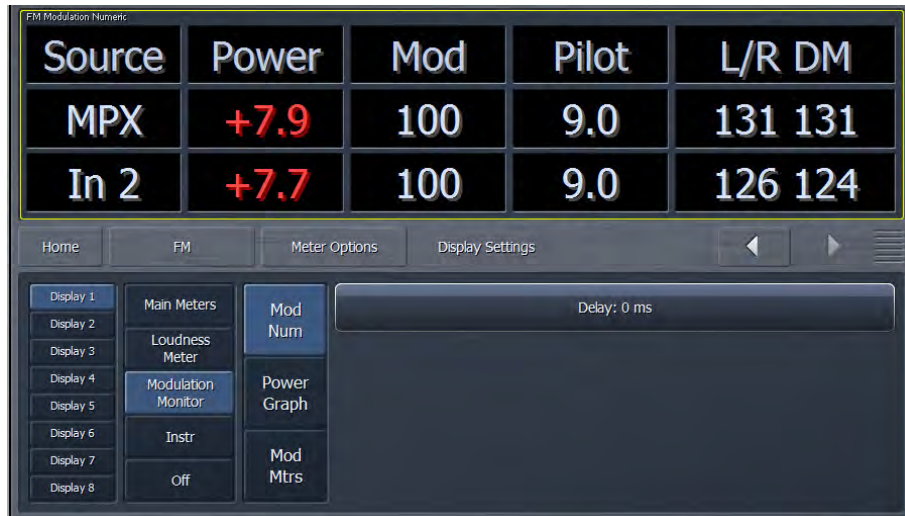 FM Modulation Numeric
Source Power Mod Pilot L/R DM
MPX +7.9 100 9.0 131 131
In 2 +7.7 100 9.0 126 124
Home FM Meter Options Display Settings
Display 1
Display 2
Display 3
Display 4
Display 5
Display 6
Display 7
Display 8
Main Meters
Loudness
Meter
Modulation
Monitor
Instr
Off
Mod
Num
Power
Graph
Mod
Mtrs
Delay: 0 ms